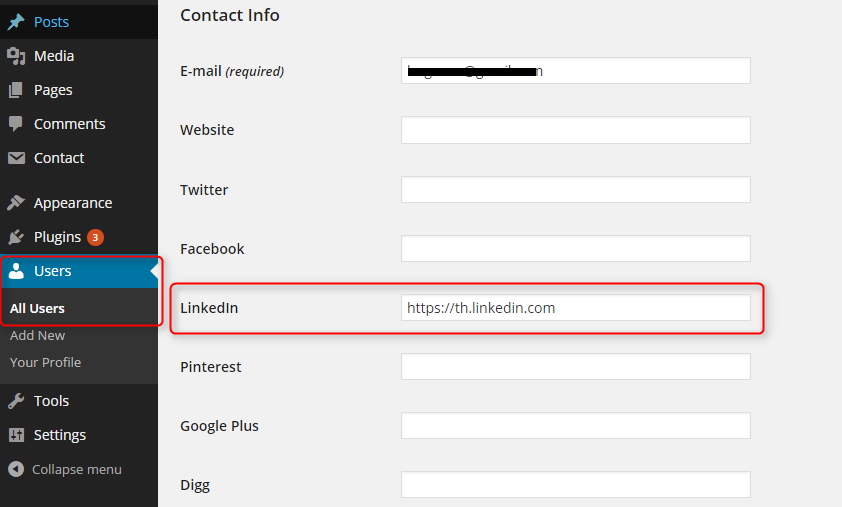 Posts
Media
Pages
Comments
Contact
Appearance
Plugins 3
Users
All Users
Add New
Your Profile
Tools
Settings
Collapse menu
Contact Info
E-mail (required)
Website
Twitter
Facebook
LinkedIn https://th.linkedin.com
Pinterest
Google Plus
Digg